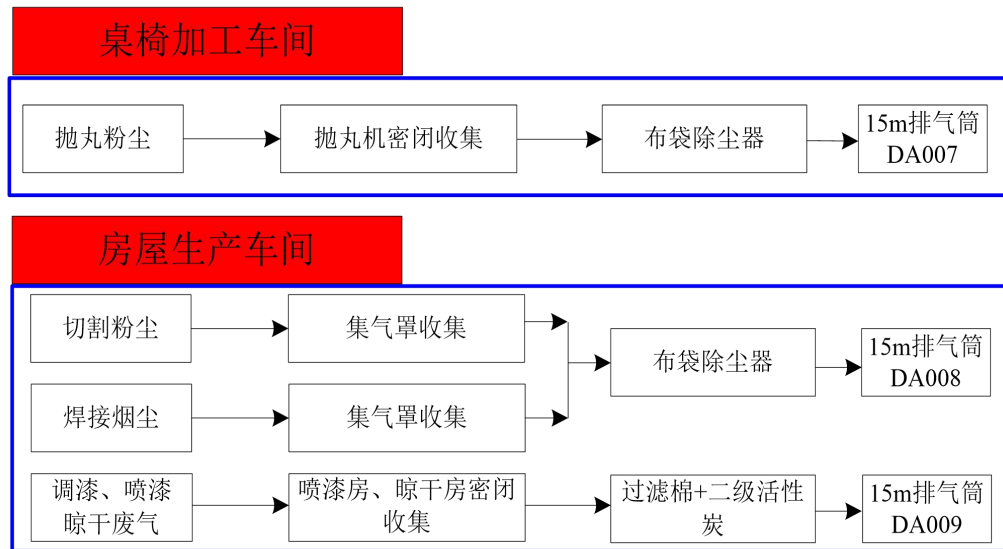 桌椅加工车间
抛丸粉尘
抛丸机密闭收集
布袋除尘器
15m排气筒
DA007
房屋生产车间
切割粉尘
集气罩收集
焊接烟尘
集气罩收集
布袋除尘器
15m排气筒
DA008
调漆、喷漆
晾干废气
喷漆房、晾干房密闭
收集
过滤棉+二级活性
炭
15m排气筒
DA009